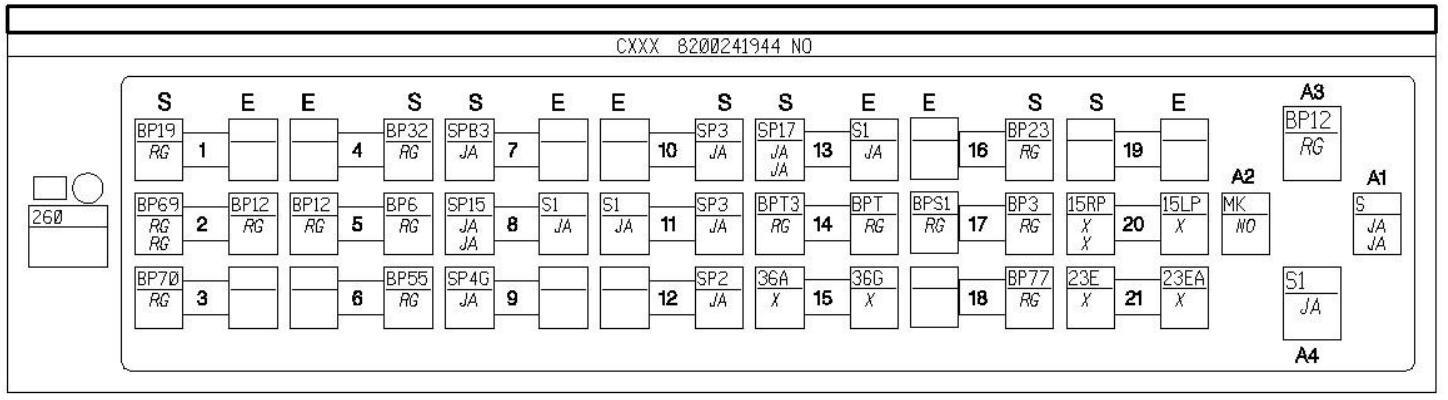 CXXX 8200241944 NO
S E E S S E E S S E E S S E A3
BP19 1 4 BP32 SPB3 7 10 SP3 SP17 13 S1 16 BP23 19 BP12
RG RG JA JA JA JA RG RG
JA
A2 A1
260 BP69 2 BP12 BP12 5 BP6 SP15 8 S1 S1 11 SP3 BPT3 14 BPT BPS1 17 BP3 15RP 20 15LP MK S
RG RG RG RG JA JA JA JA RG RG RG RG X X NO JA
RG JA X JA
BP70 3 6 BP55 SP4G 9 12 SP2 36A 15 36G 18 BP77 23E 21 23EA S1
RG RG JA JA X X RG X X JA
A4